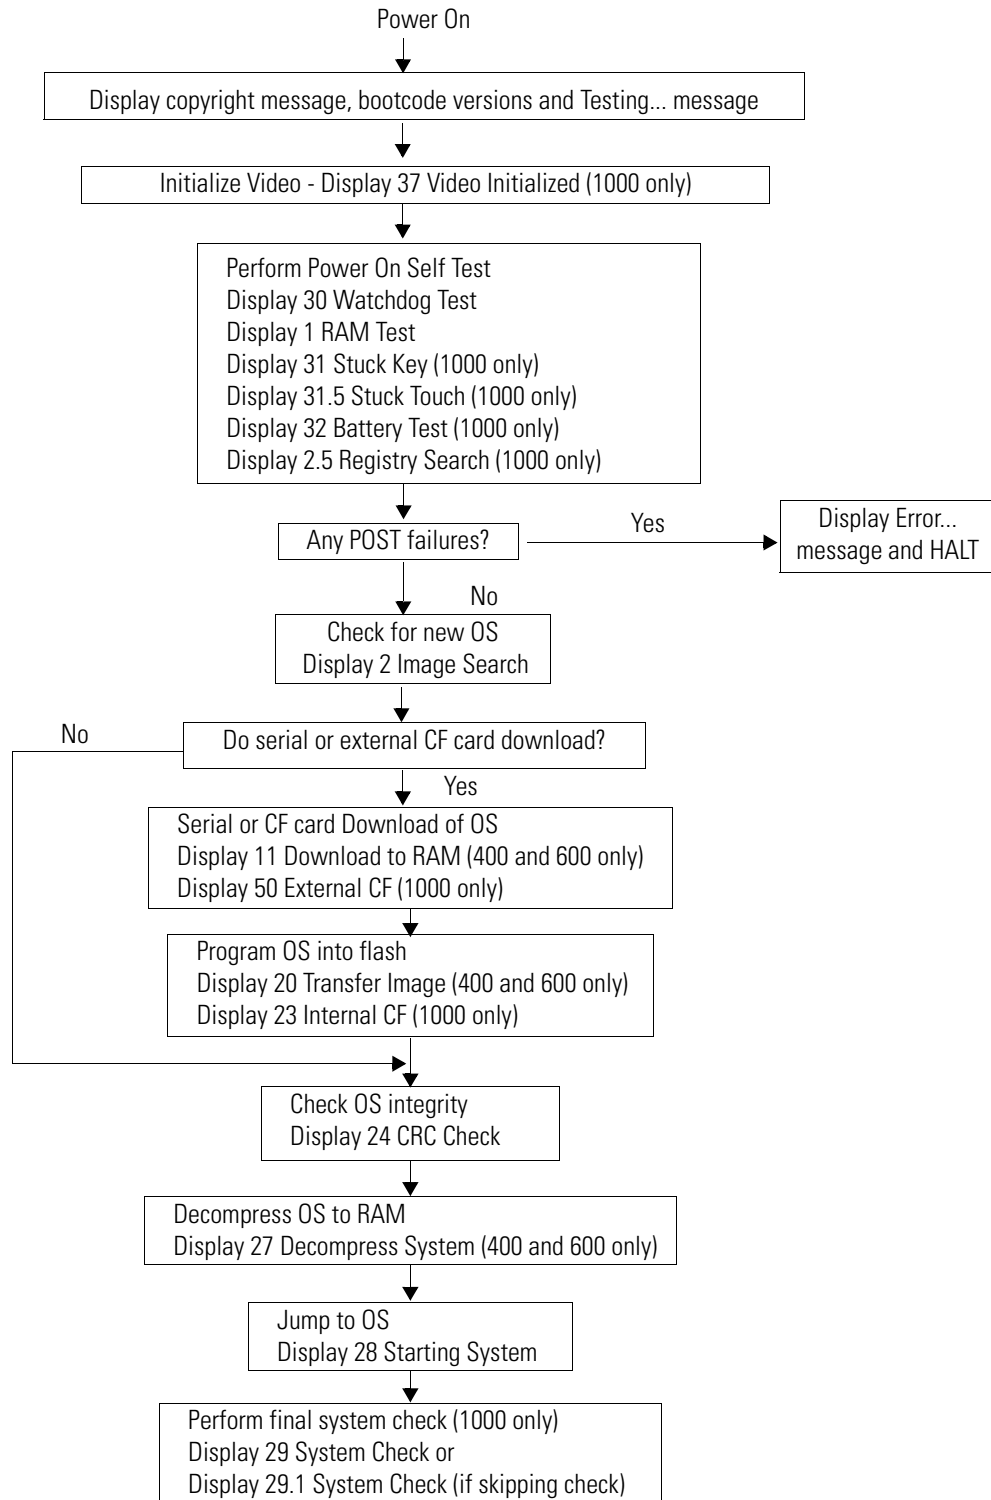 Power On
Display copyright message, bootcode versions and Testing... message
Initialize Video - Display 37 Video Initialized (1000 only)
Perform Power On Self Test
Display 30 Watchdog Test
Display 1 RAM Test
Display 31 Stuck Key (1000 only)
Display 31.5 Stuck Touch (1000 only)
Display 32 Battery Test (1000 only)
Display 2.5 Registry Search (1000 only)
Any POST failures?
Yes
Display Error...
message and HALT
No
Check for new OS
Display 2 Image Search
No
Do serial or external CF card download?
Yes
Serial or CF card Download of OS
Display 11 Download to RAM (400 and 600 only)
Display 50 External CF (1000 only)
Program OS into flash
Display 20 Transfer Image (400 and 600 only)
Display 23 Internal CF (1000 only)
Check OS integrity
Display 24 CRC Check
Decompress OS to RAM
Display 27 Decompress System (400 and 600 only)
Jump to OS
Display 28 Starting System
Perform final system check (1000 only)
Display 29 System Check or
Display 29.1 System Check (if skipping check)